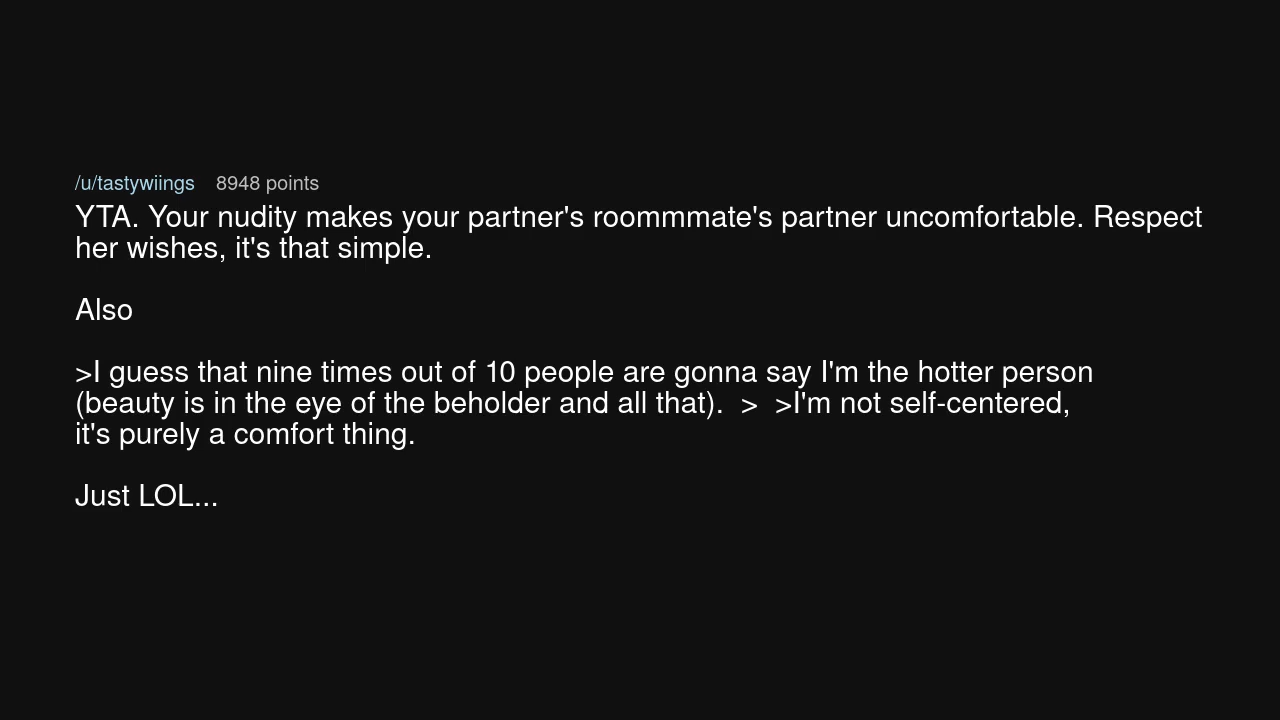 /u/tastywiings 8948 points
YTA. Your nudity makes your partner's roommmate's partner uncomfortable. Respect
her wishes, it's that simple.
Also
>I guess that nine times out of 10 people are gonna say I'm the hotter person
(beauty is in the eye of the beholder and all that).  >  >I'm not self-centered,
it's purely a comfort thing.
Just LOL...